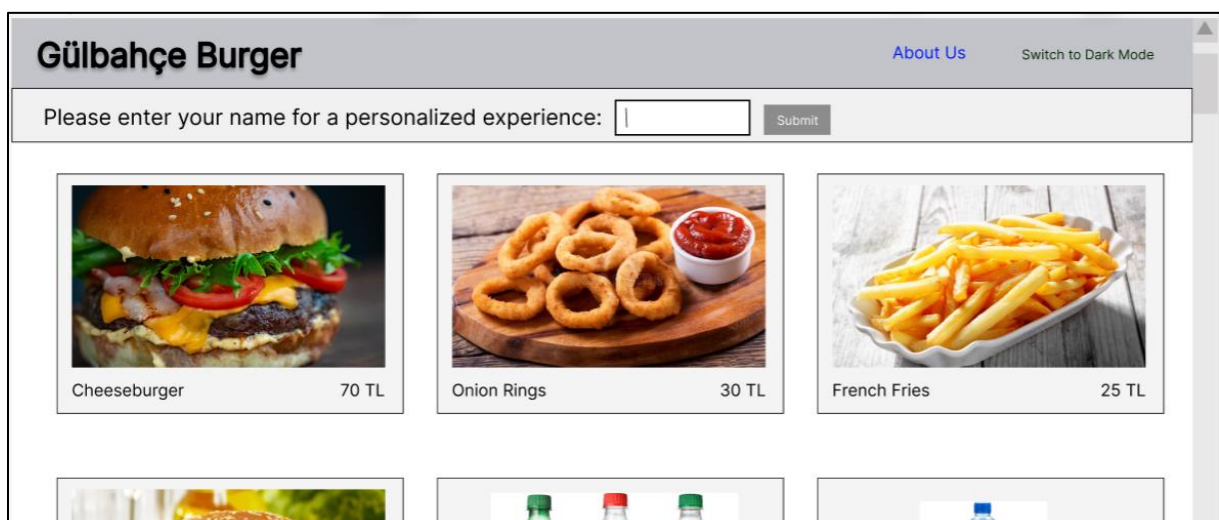 Gülbahçe Burger
About Us
Switch to Dark Mode
Please enter your name for a personalized experience:
Submit
Cheeseburger 70 TL
Onion Rings 30 TL
French Fries 25 TL